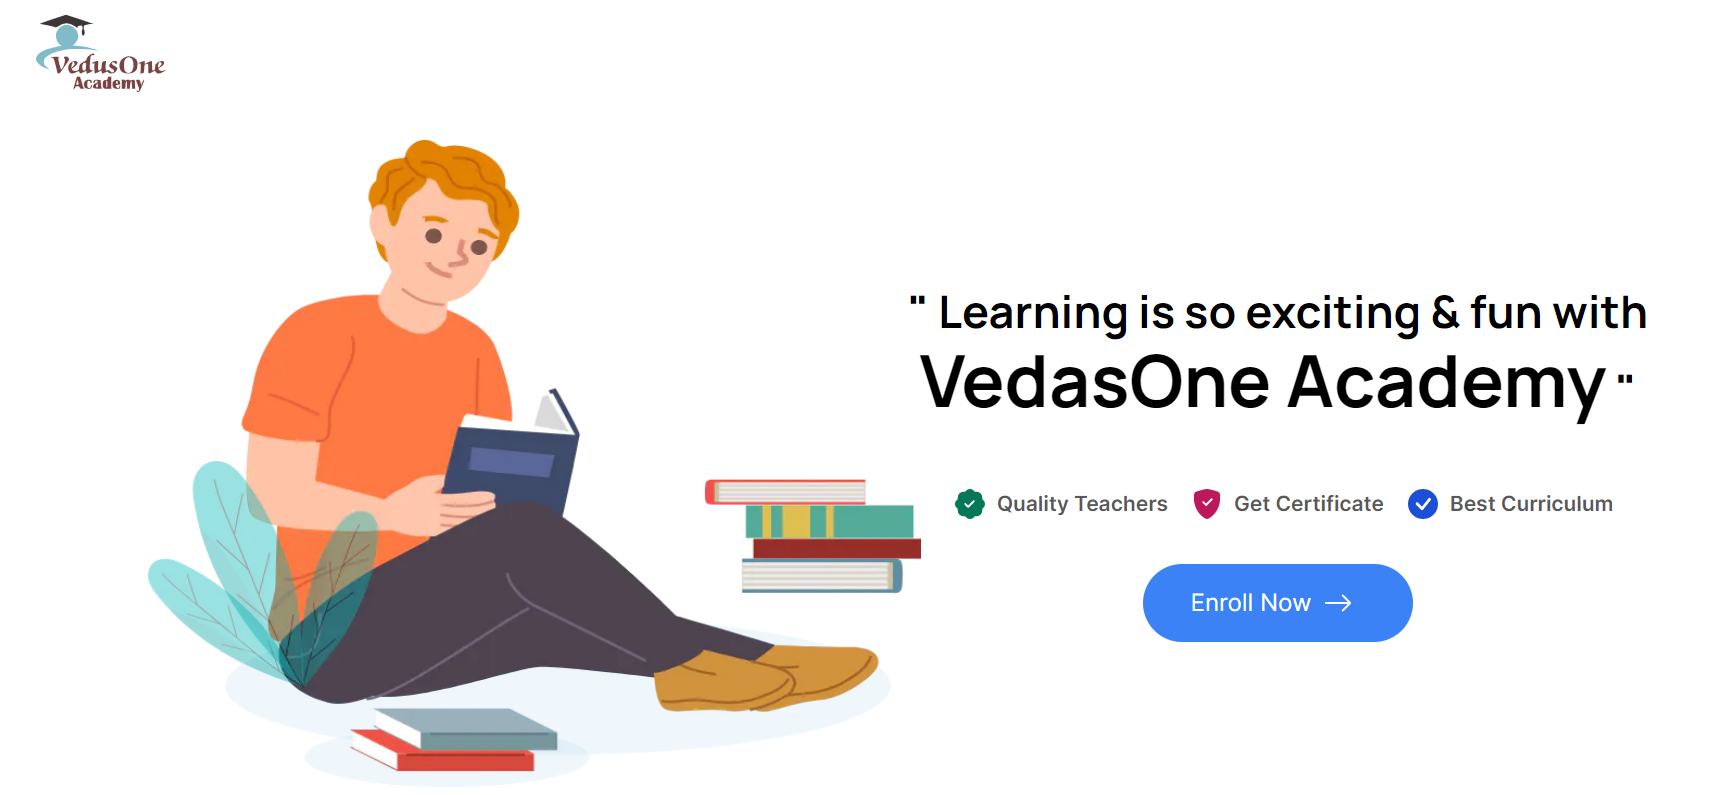 VedusOne
Academy
" Learning is so exciting & fun with
VedasOne Academy "
Quality Teachers Get Certificate Best Curriculum
Enroll Now →